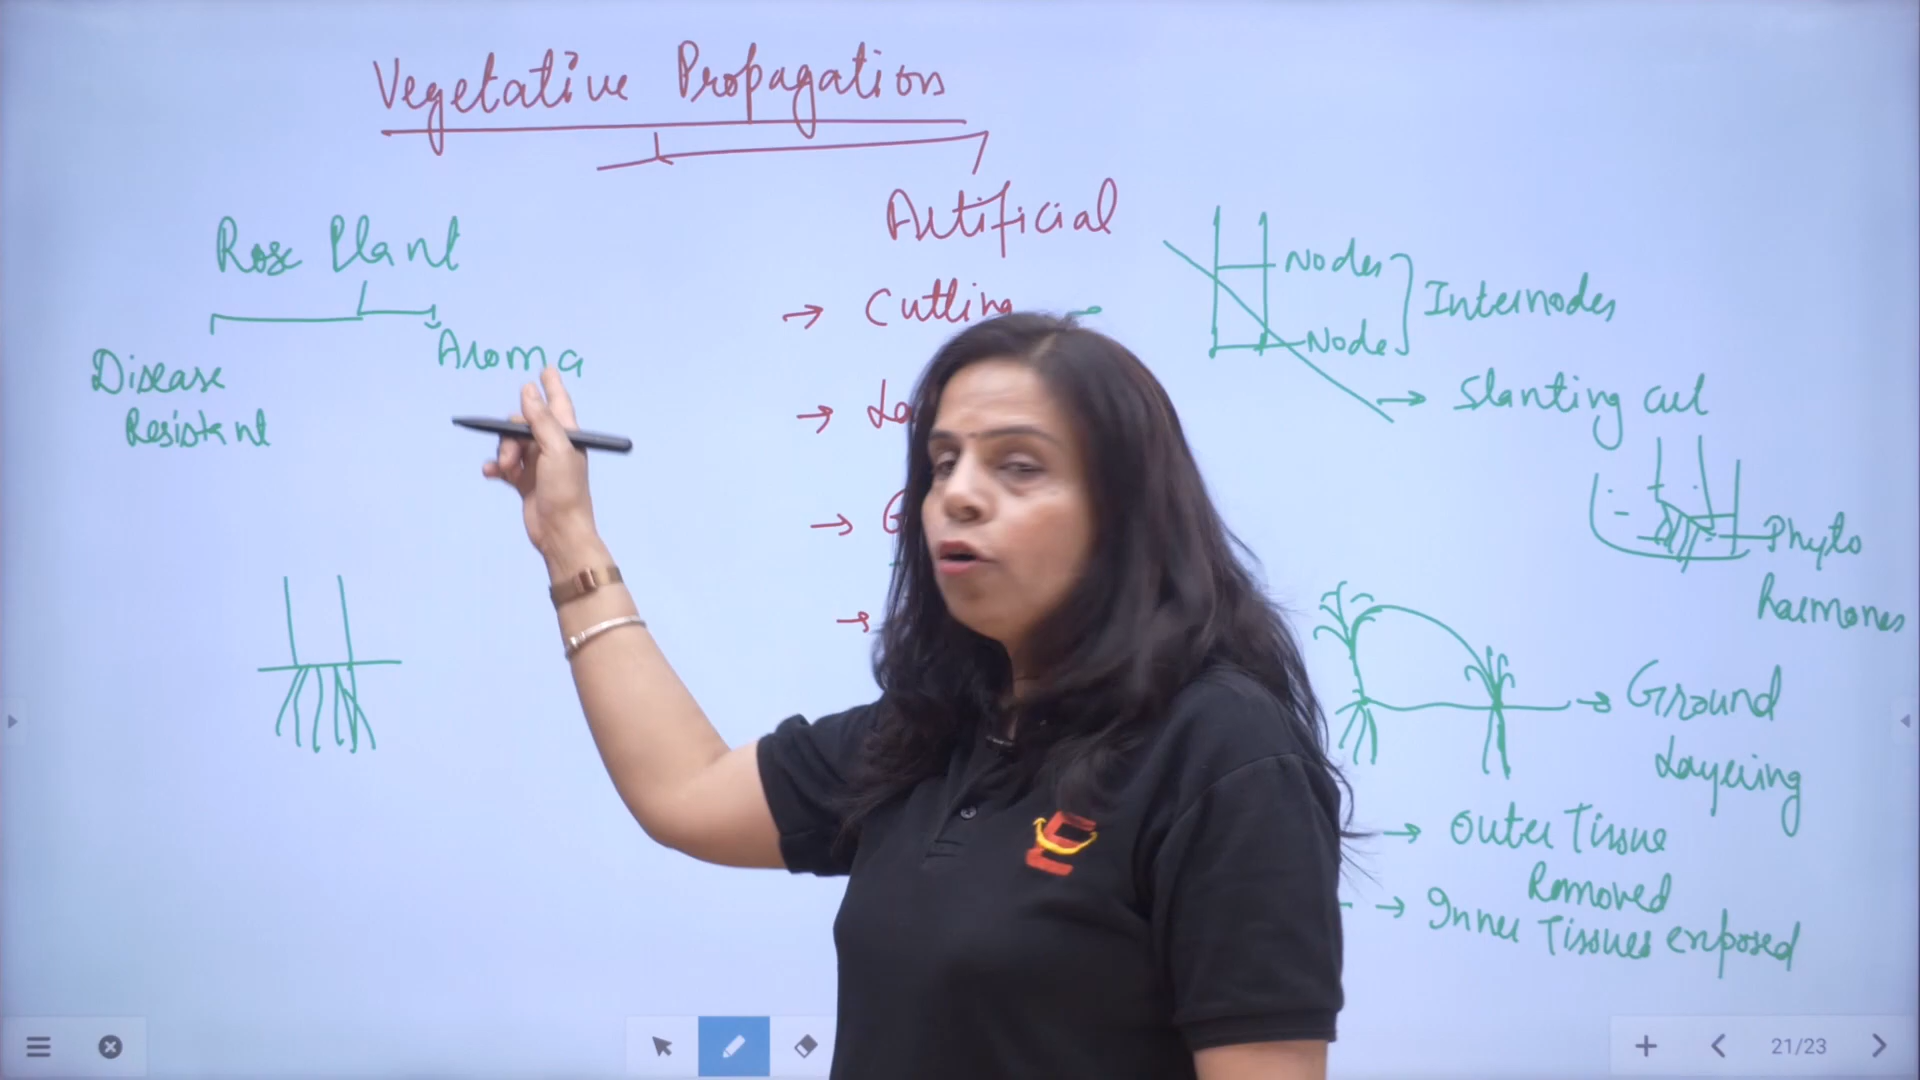 Vegetative Propagation
Artificial
Rose Plant
Disease
Resistant
Aroma
→ Cutting
→ La
→ G
→
Nodes
Node
Internodes
→ Slanting cut
Phyto
Harmones
→ Ground
Layering
→ Outer Tissue
Removed
→ Inner Tissues exposed
21/23